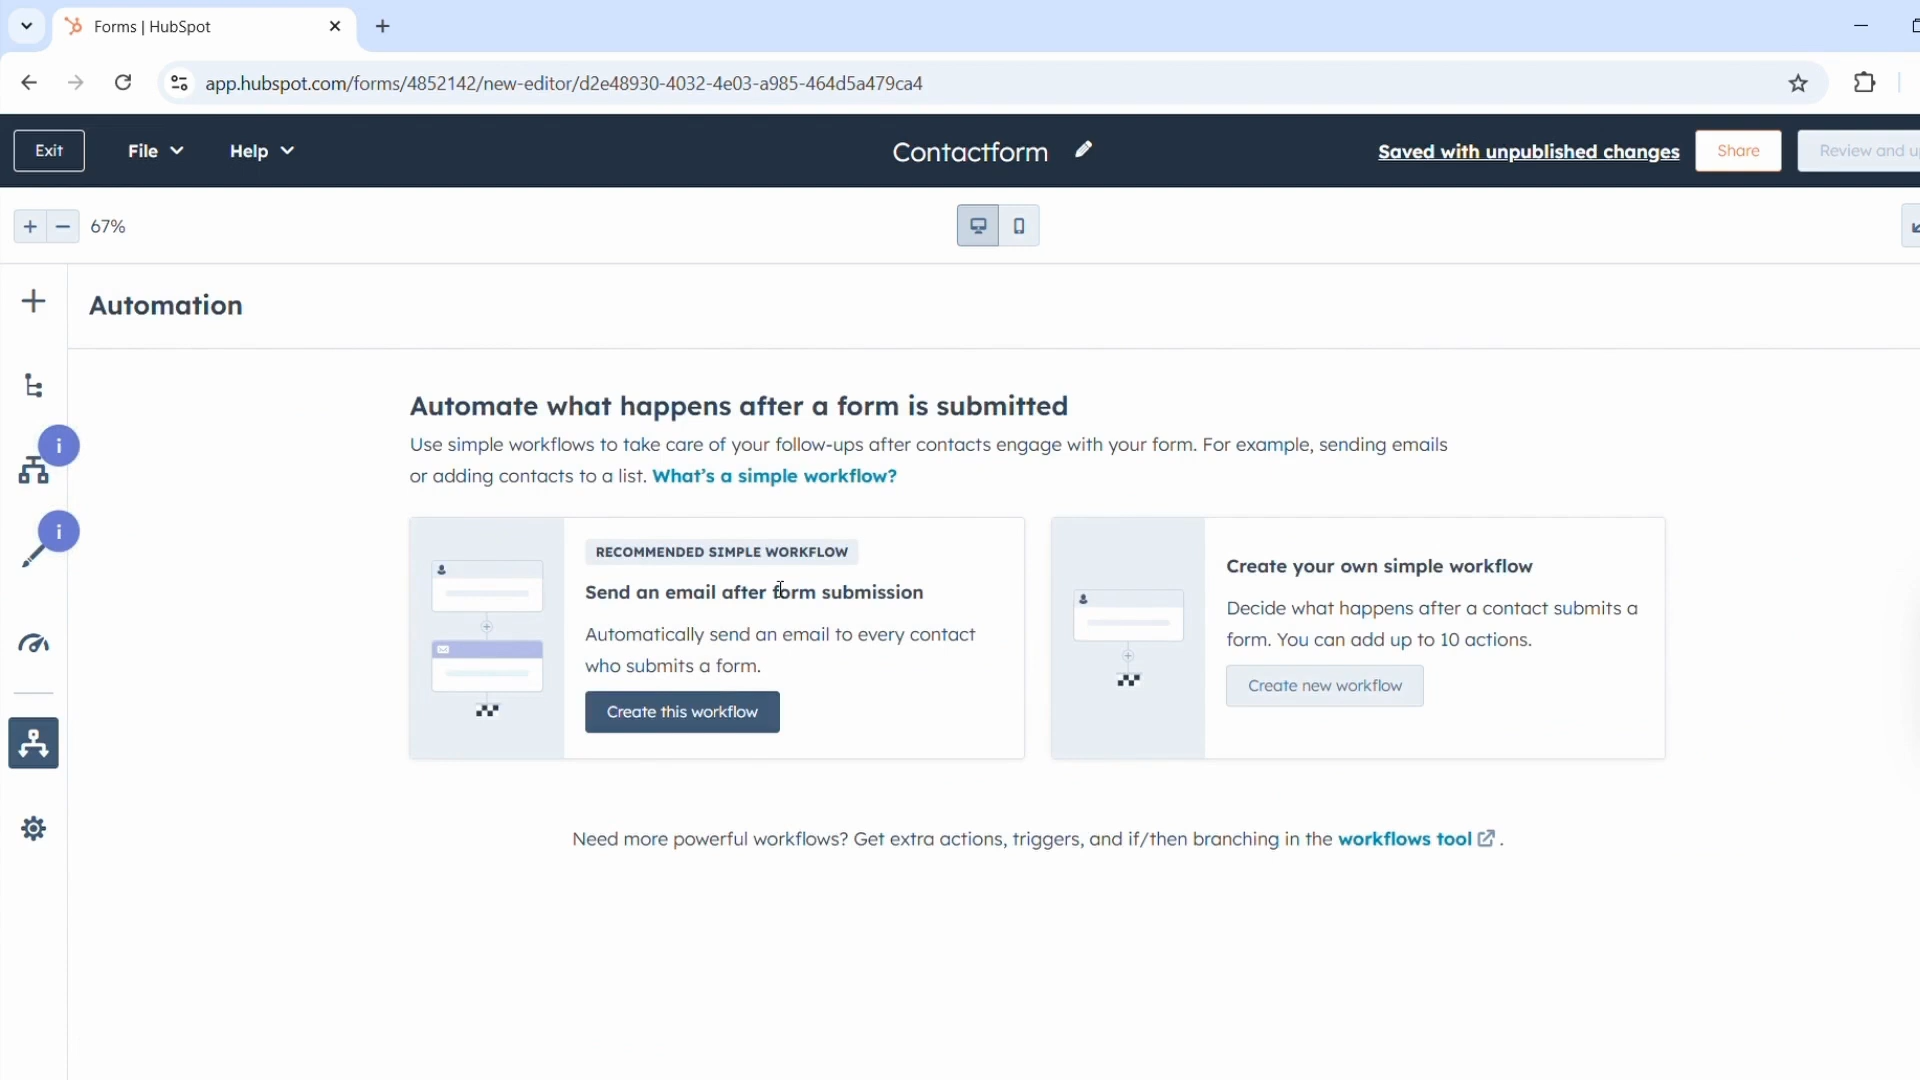 Forms | HubSpot
app.hubspot.com/forms/4852142/new-editor/d2e48930-4032-4e03-a985-464d5a479ca4
Exit File Help Contactform Saved with unpublished changes Share Review and u
67%
Automation
Automate what happens after a form is submitted
Use simple workflows to take care of your follow-ups after contacts engage with your form. For example, sending emails
or adding contacts to a list. What's a simple workflow?
RECOMMENDED SIMPLE WORKFLOW
Send an email after form submission
Automatically send an email to every contact
who submits a form.
Create this workflow
Create your own simple workflow
Decide what happens after a contact submits a
form. You can add up to 10 actions.
Create new workflow
Need more powerful workflows? Get extra actions, triggers, and if/then branching in the workflows tool .
i
i